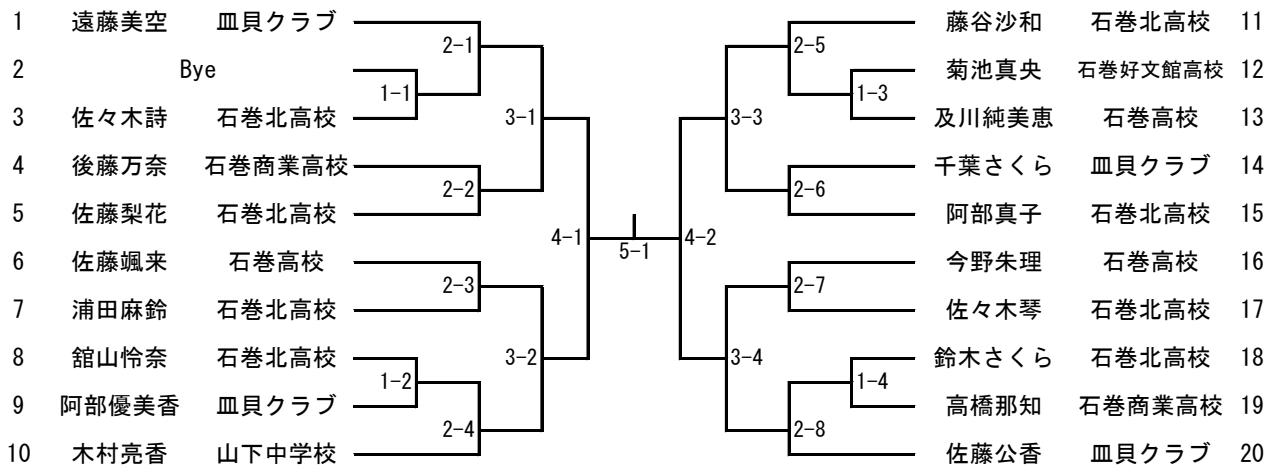 1 遠藤美空 皿貝クラブ
2 Bye
3 佐々木詩 石巻北高校
4 後藤万奈 石巻商業高校
5 佐藤梨花 石巻北高校
6 佐藤颯来 石巻高校
7 浦田麻鈴 石巻北高校
8 舘山怜奈 石巻北高校
9 阿部優美香 皿貝クラブ
10 木村亮香 山下中学校
1-1
1-2
2-1
2-2
2-3
2-4
3-1
3-2
4-1
5-1
4-2
3-3
3-4
2-5
2-6
2-7
2-8
1-3
1-4
藤谷沙和 石巻北高校 11
菊池真央 石巻好文館高校 12
及川純美恵 石巻高校 13
千葉さくら 皿貝クラブ 14
阿部真子 石巻北高校 15
今野朱理 石巻高校 16
佐々木琴 石巻北高校 17
鈴木さくら 石巻北高校 18
高橋那知 石巻商業高校 19
佐藤公香 皿貝クラブ 20